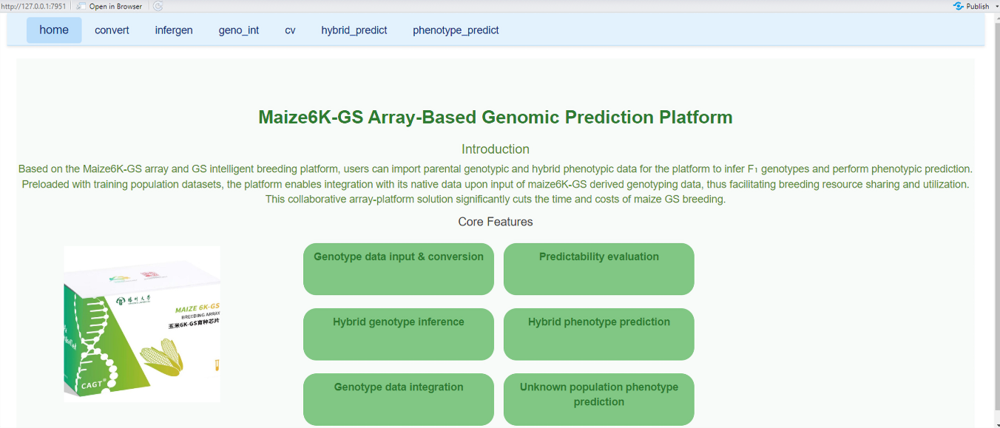 http://127.0.0.1:7951 Open in Browser Publish
home convert infergen geno_int cv hybrid_predict phenotype_predict
Maize6K-GS Array-Based Genomic Prediction Platform
Introduction
Based on the Maize6K-GS array and GS intelligent breeding platform, users can import parental genotypic and hybrid phenotypic data for the platform to infer F₁ genotypes and perform phenotypic prediction.
Preloaded with training population datasets, the platform enables integration with its native data upon input of maize6K-GS derived genotyping data, thus facilitating breeding resource sharing and utilization.
This collaborative array-platform solution significantly cuts the time and costs of maize GS breeding.
Core Features
Genotype data input & conversion
Predictability evaluation
Hybrid genotype inference
Hybrid phenotype prediction
Genotype data integration
Unknown population phenotype
prediction
扬州大学
MAIZE 6K-GS
BREEDING ARRAY
玉米6K-GS育种芯片
CAGT®